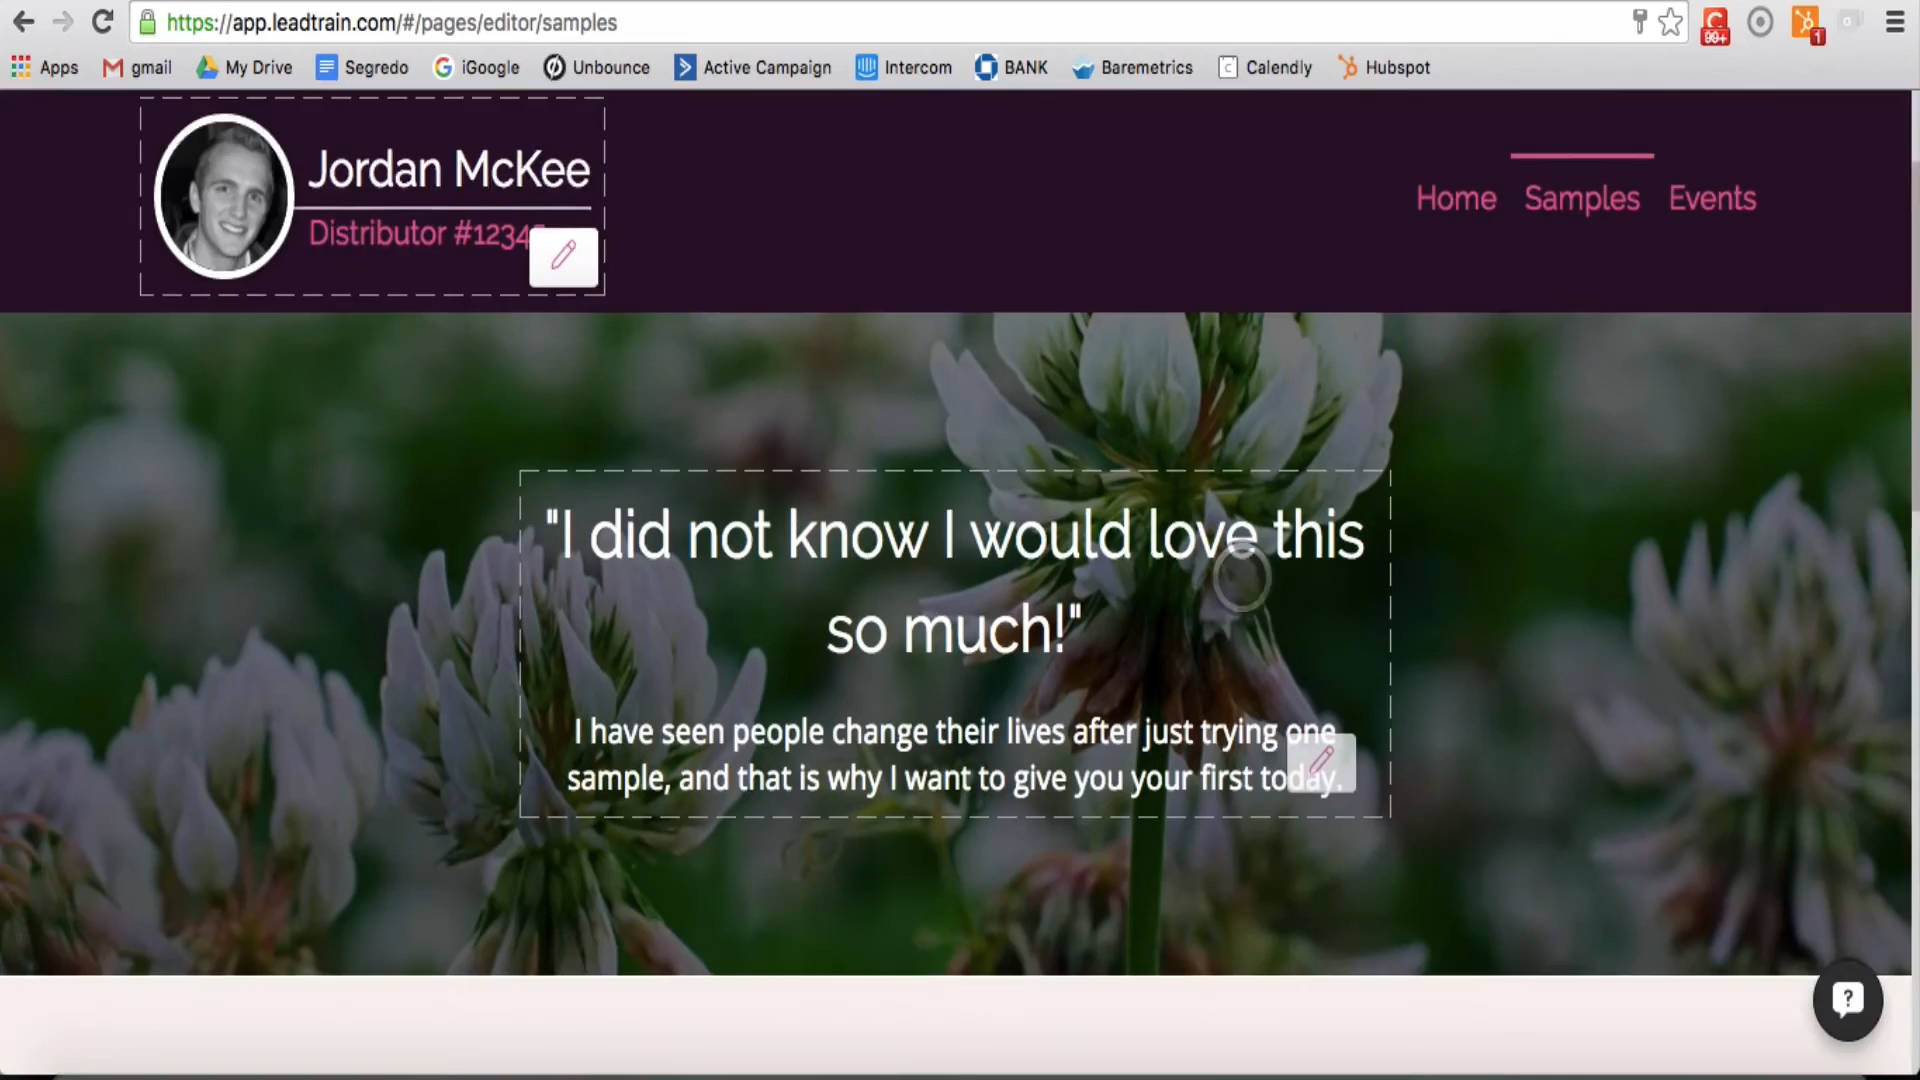 https://app.leadtrain.com/#/pages/editor/samples
99+
1
Apps gmail My Drive Segredo iGoogle Unbounce Active Campaign Intercom BANK Baremetrics Calendly Hubspot
Jordan McKee
Distributor #1234
Home Samples Events
"I did not know I would love this
so much!"
I have seen people change their lives after just trying one
sample, and that is why I want to give you your first today.